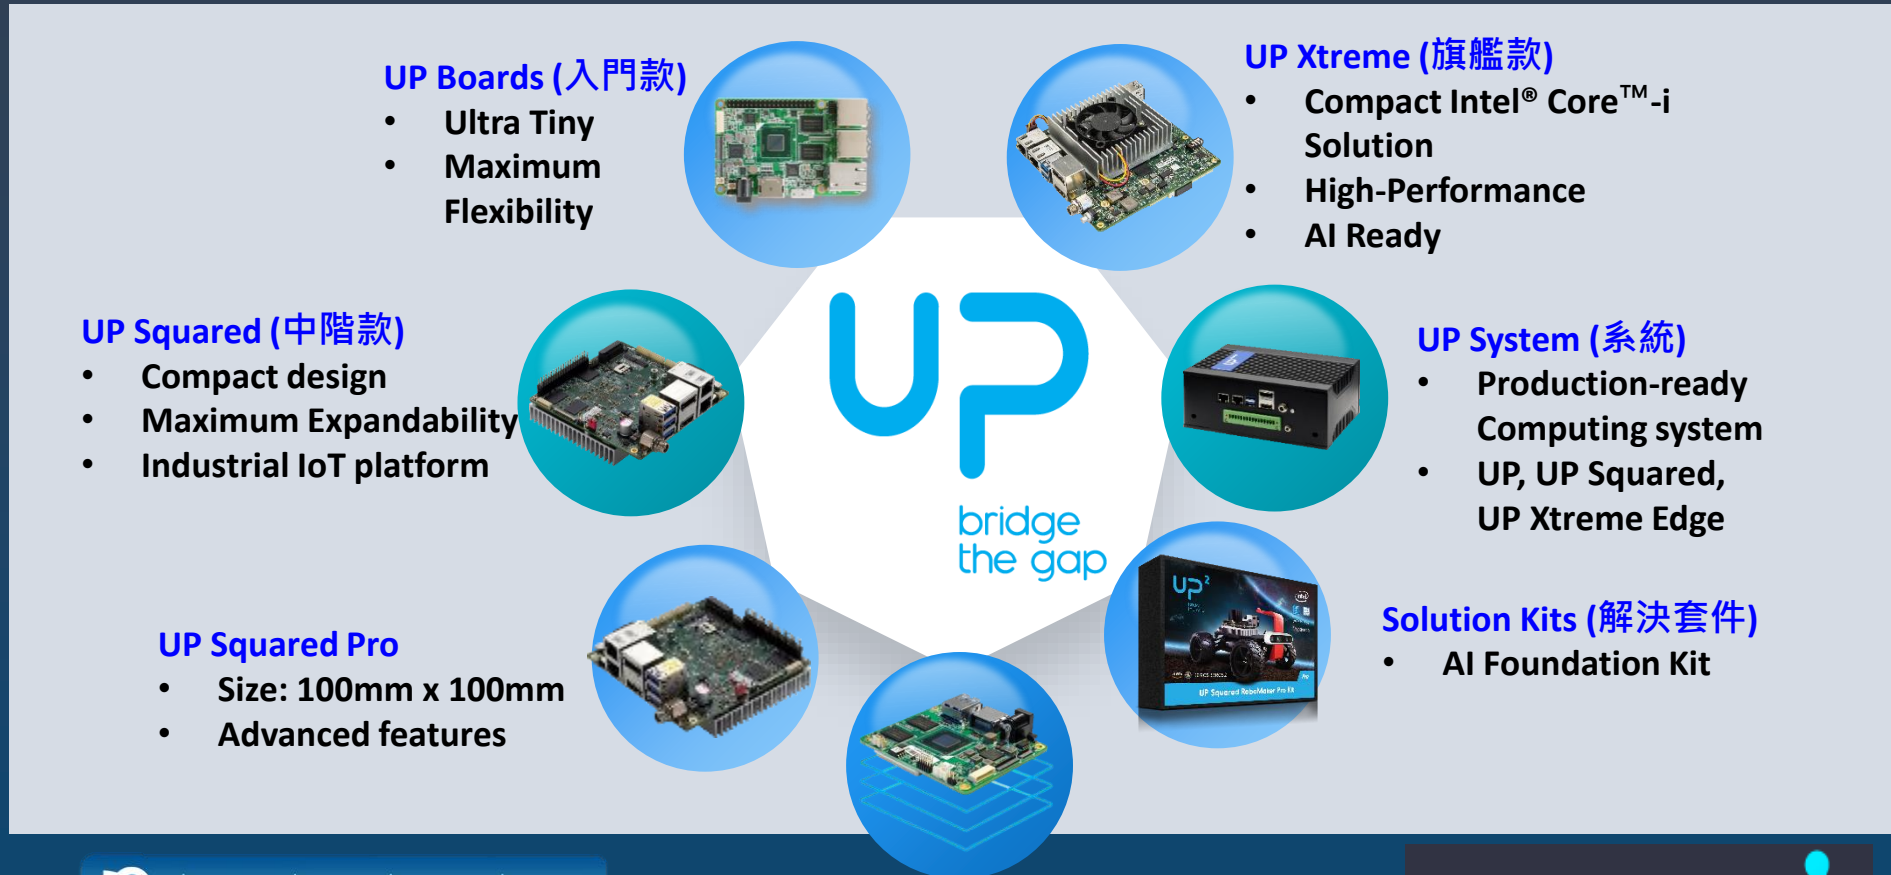 UP Boards (入門款)
• Ultra Tiny
• Maximum
Flexibility
UP Xtreme (旗艦款)
• Compact Intel® Core™-i
Solution
• High-Performance
• AI Ready
UP Squared (中階款)
• Compact design
• Maximum Expandability
• Industrial IoT platform
UP
bridge
the gap
UP System (系統)
• Production-ready
Computing system
• UP, UP Squared,
UP Xtreme Edge
UP Squared Pro
• Size: 100mm x 100mm
• Advanced features
UP²
UP Squared RoboMaker Pro Kit
Pro
Solution Kits (解決套件)
• AI Foundation Kit